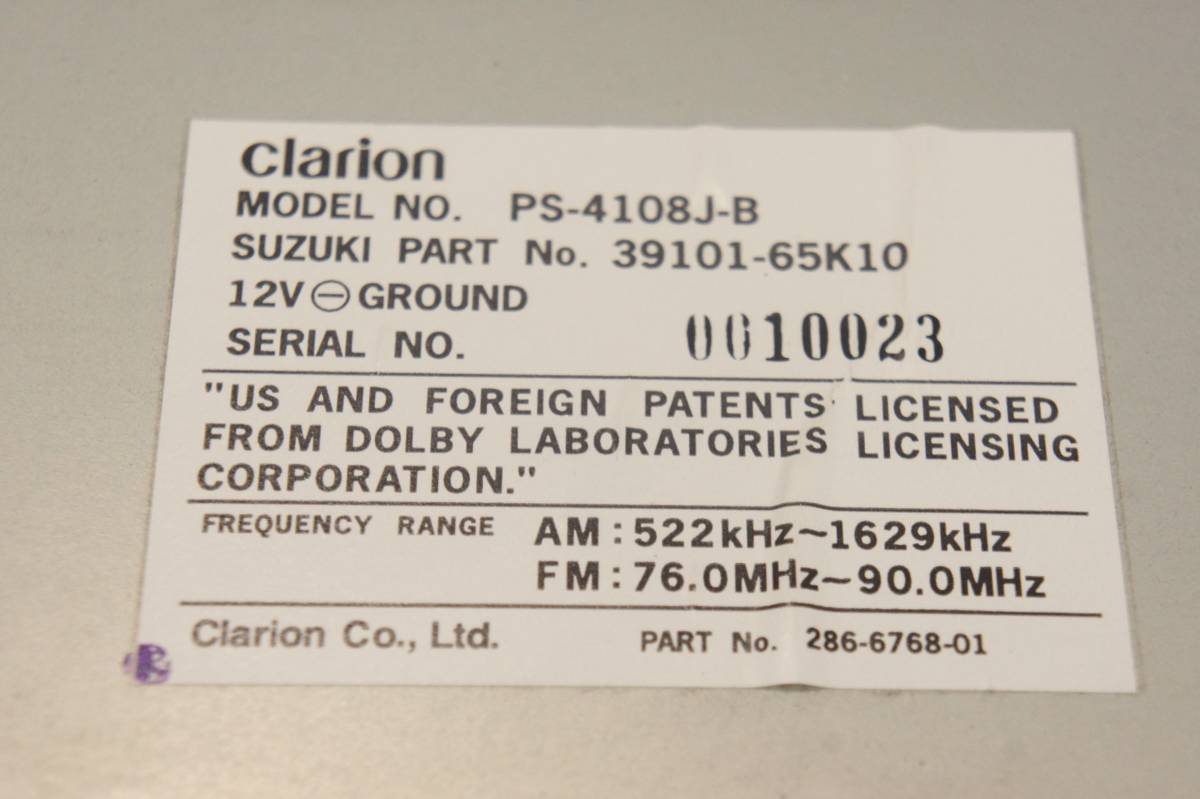 clarion
MODEL NO. PS-4108J-B
SUZUKI PART No. 39101-65K10
12V⊖GROUND
SERIAL NO. 0010023
"US AND FOREIGN PATENTS LICENSED
FROM DOLBY LABORATORIES LICENSING
CORPORATION."
FREQUENCY RANGE AM : 522kHz~1629kHz
FM : 76.0MHz~90.0MHz
Clarion Co., Ltd. PART No. 286-6768-01